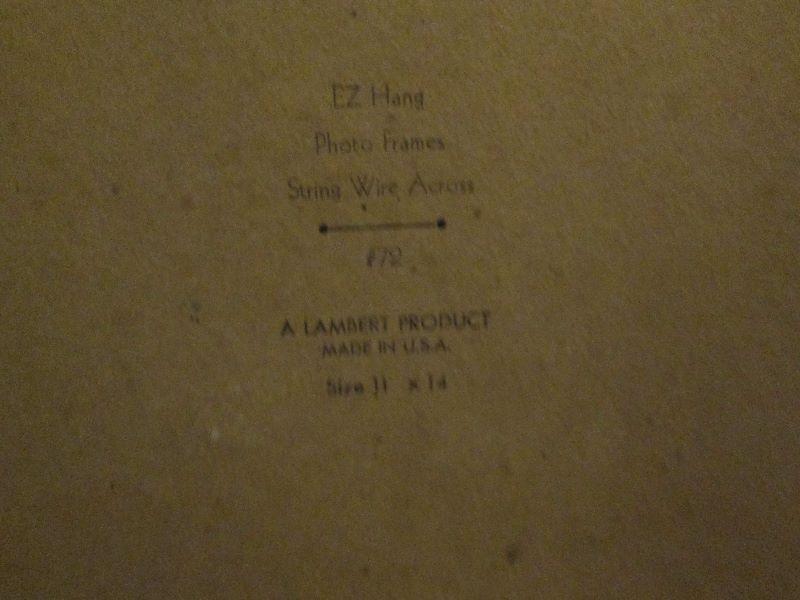 EZ Hang
Photo Frames
String Wire Across
#72
A LAMBERT PRODUCT
MADE IN U.S.A.
Size 11 x 14